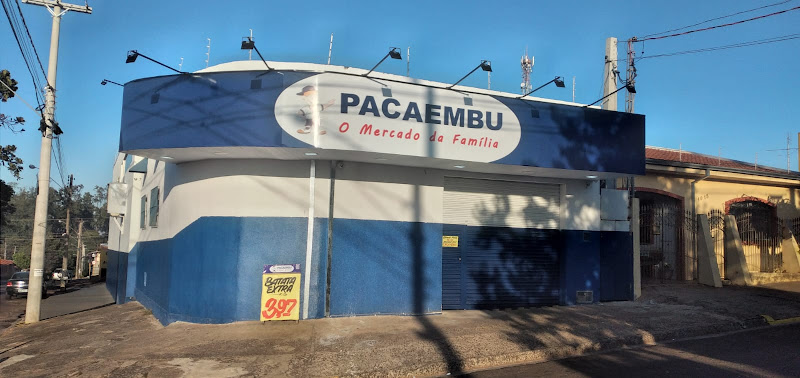 PACAEMBU
O Mercado da Família
BATATA
EXTRA
3,97